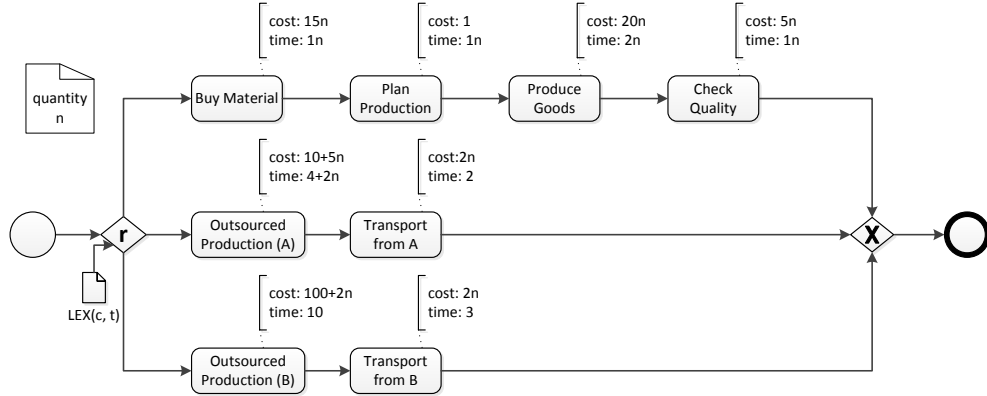 cost: 15n
time: 1n
cost: 1
time: 1n
cost: 20n
time: 2n
cost: 5n
time: 1n
quantity
n
Buy Material
Plan
Production
Produce
Goods
Check
Quality
cost: 10+5n
time: 4+2n
cost:2n
time: 2
r
Outsourced
Production (A)
Transport
from A
X
LEX(c, t)
cost: 100+2n
time: 10
cost: 2n
time: 3
Outsourced
Production (B)
Transport
from B